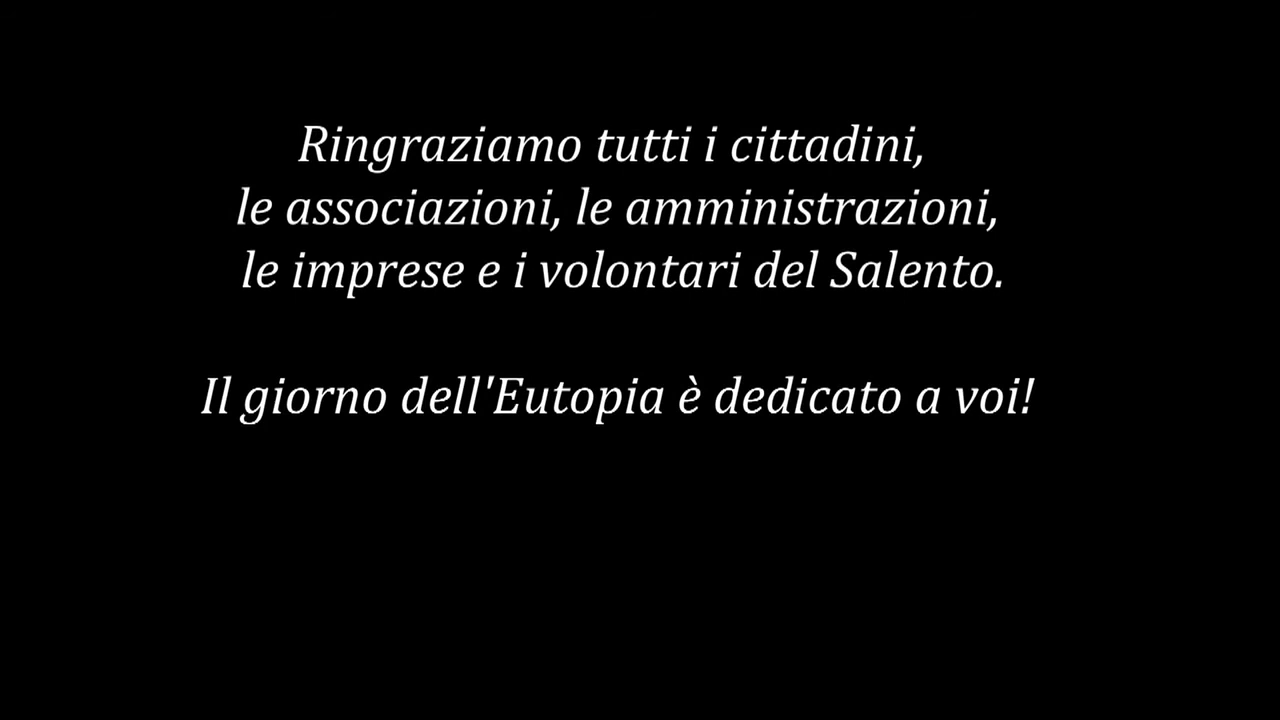 Ringraziamo tutti i cittadini,
le associazioni, le amministrazioni,
le imprese e i volontari del Salento.
Il giorno dell'Eutopia è dedicato a voi!